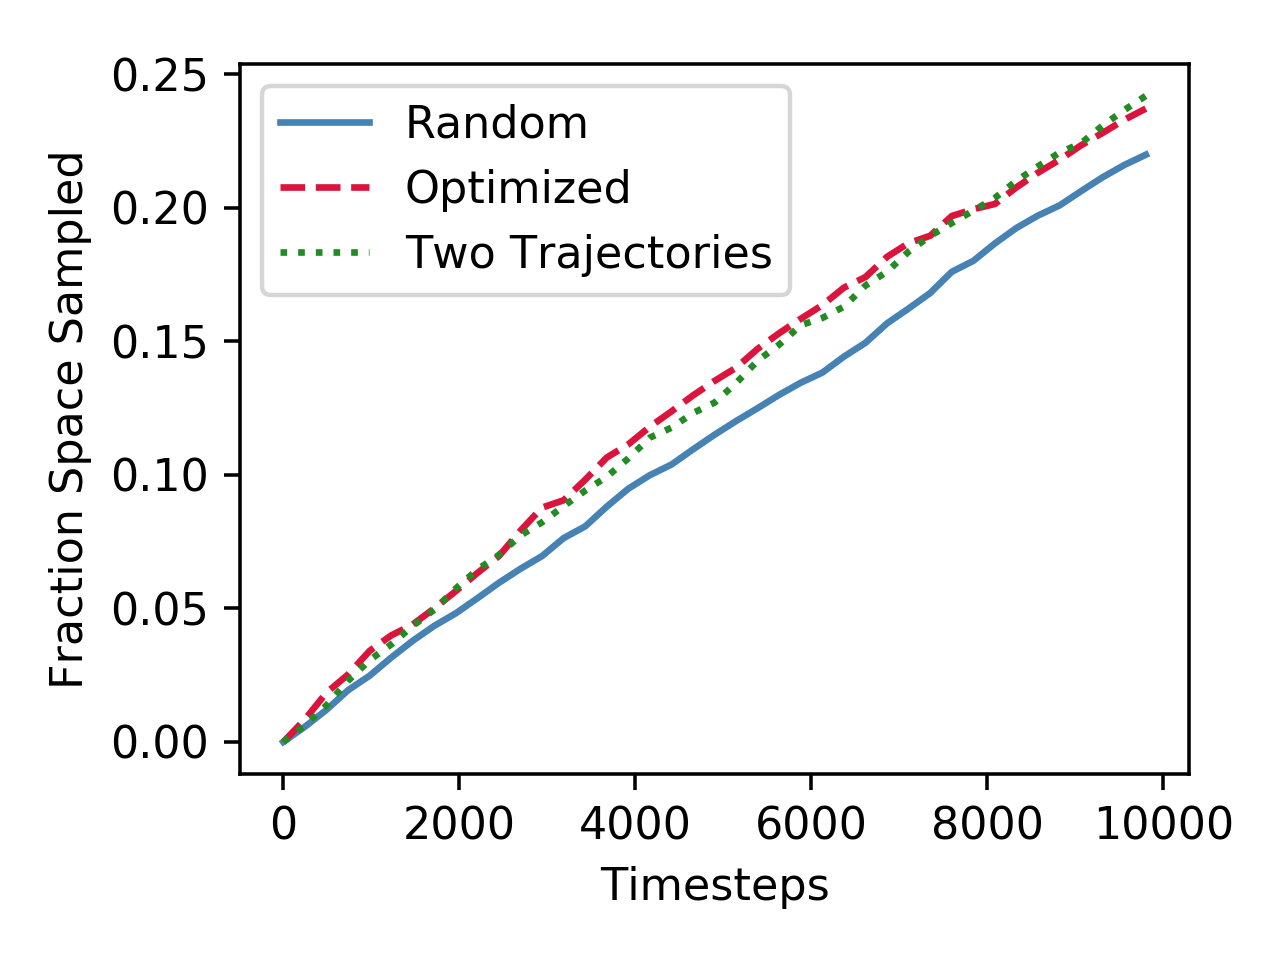 0.25
0.20
0.15
0.10
0.05
0.00
Fraction Space Sampled
Random
Optimized
Two Trajectories
0 2000 4000 6000 8000 10000
Timesteps